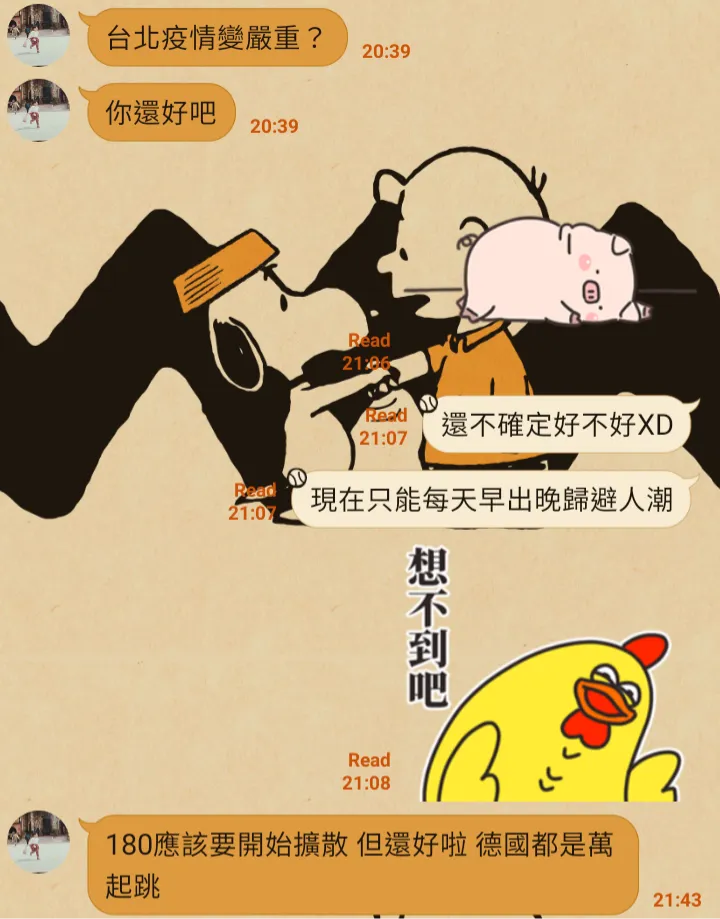 台北疫情變嚴重？
20:39
你還好吧
20:39
Read
21:06
Read
21:07
還不確定好不好XD
Read
21:07
現在只能每天早出晚歸避人潮
想不到吧
Read
21:08
180應該要開始擴散 但還好啦 德國都是萬
起跳
21:43